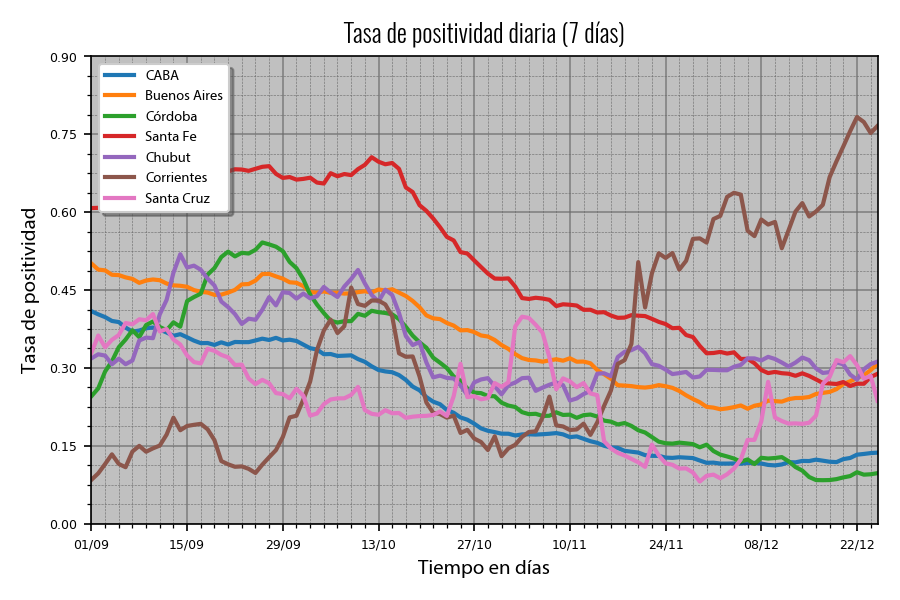 Tasa de positividad diaria (7 días)
Tasa de positividad
0.90
0.75
0.60
0.45
0.30
0.15
0.00
CABA
Buenos Aires
Córdoba
Santa Fe
Chubut
Corrientes
Santa Cruz
01/09 15/09 29/09 13/10 27/10 10/11 24/11 08/12 22/12
Tiempo en días